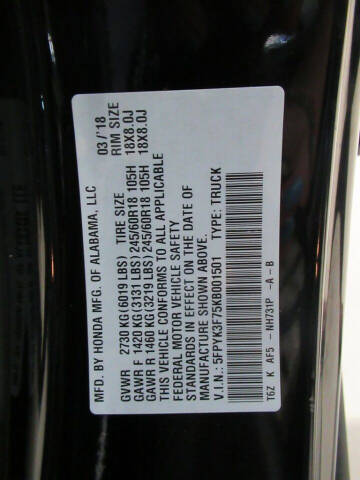 MFD. BY HONDA MFG. OF ALABAMA, LLC 03/'18
TIRE SIZE RIM SIZE
GVWR 2730 KG (6019 LBS)
GAWR F 1420 KG (3131 LBS) 245/60R18 105H 18X8.0J
GAWR R 1460 KG (3219 LBS) 245/60R18 105H 18X8.0J
THIS VEHICLE CONFORMS TO ALL APPLICABLE
FEDERAL MOTOR VEHICLE SAFETY
STANDARDS IN EFFECT ON THE DATE OF
MANUFACTURE SHOWN ABOVE.
V.I.N.: 5FPYK3F75KB001501 TYPE: TRUCK
T6Z K AF5 -NH731P -A-B